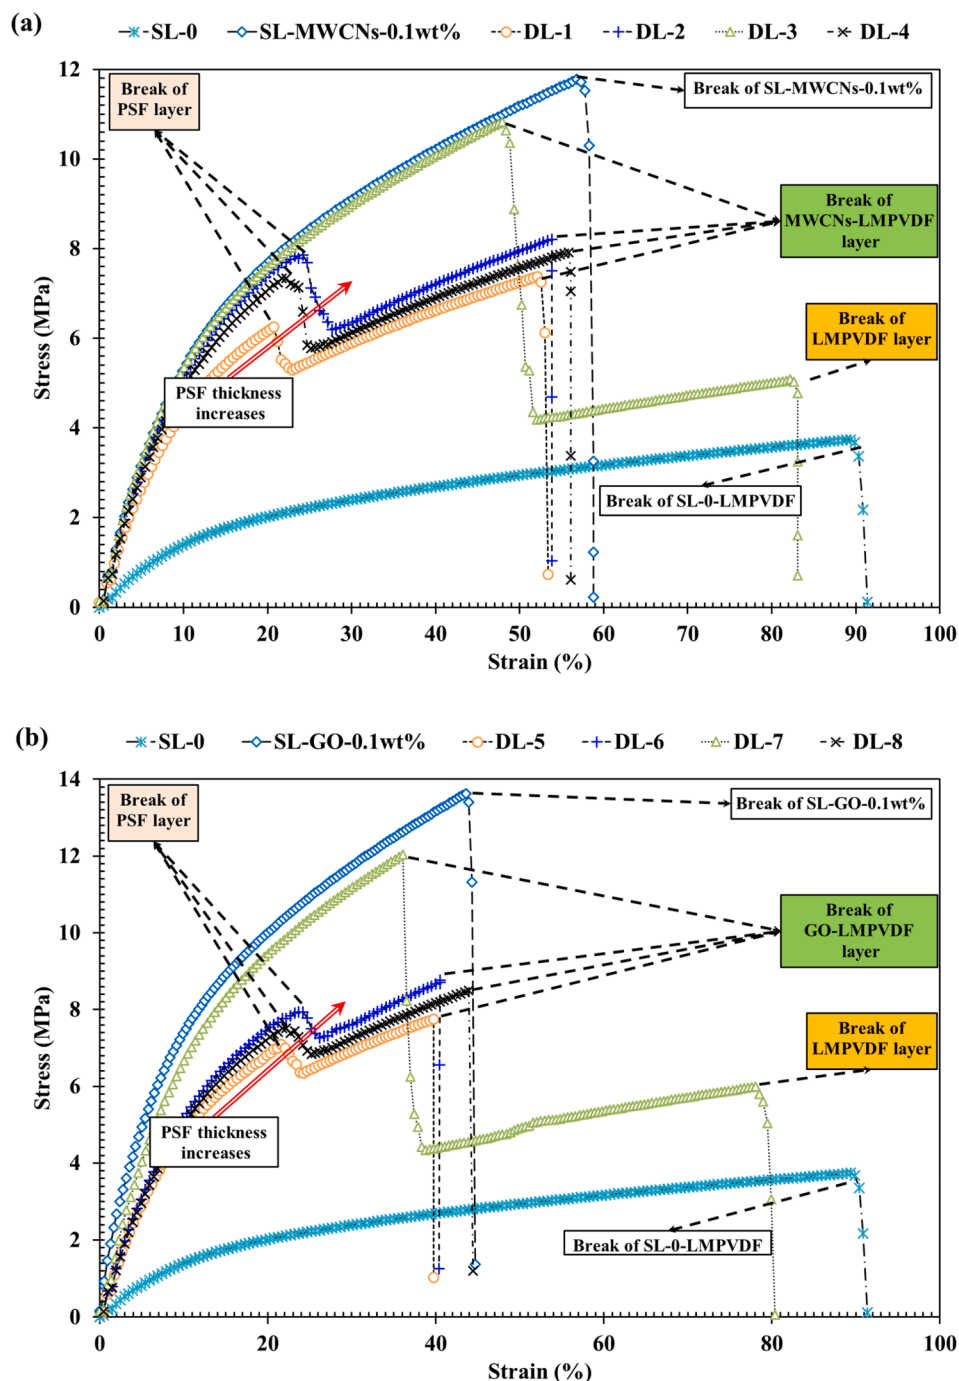 (a)
SL-0 SL-MWCNs-0.1wt% DL-1 DL-2 DL-3 DL-4
12
10
8
6
4
2
0
Stress (MPa)
Break of
PSF layer
Break of SL-MWCNs-0.1wt%
Break of
MWCNs-LMPVDF
layer
Break of
LMPVDF layer
PSF thickness
increases
Break of SL-0-LMPVDF
0 10 20 30 40 50 60 70 80 90 100
Strain (%)
(b)
SL-0 SL-GO-0.1wt% DL-5 DL-6 DL-7 DL-8
14
12
10
8
6
4
2
0
Stress (MPa)
Break of
PSF layer
Break of SL-GO-0.1wt%
Break of
GO-LMPVDF
layer
Break of
LMPVDF layer
PSF thickness
increases
Break of SL-0-LMPVDF
0 20 40 60 80 100
Strain (%)